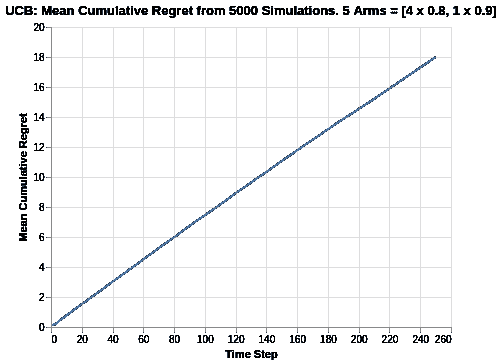 UCB: Mean Cumulative Regret from 5000 Simulations. 5 Arms = [4 x 0.8, 1 x 0.9]
20
18
16
14
12
10
8
6
4
2
0
Mean Cumulative Regret
0 20 40 60 80 100 120 140 160 180 200 220 240 260
Time Step